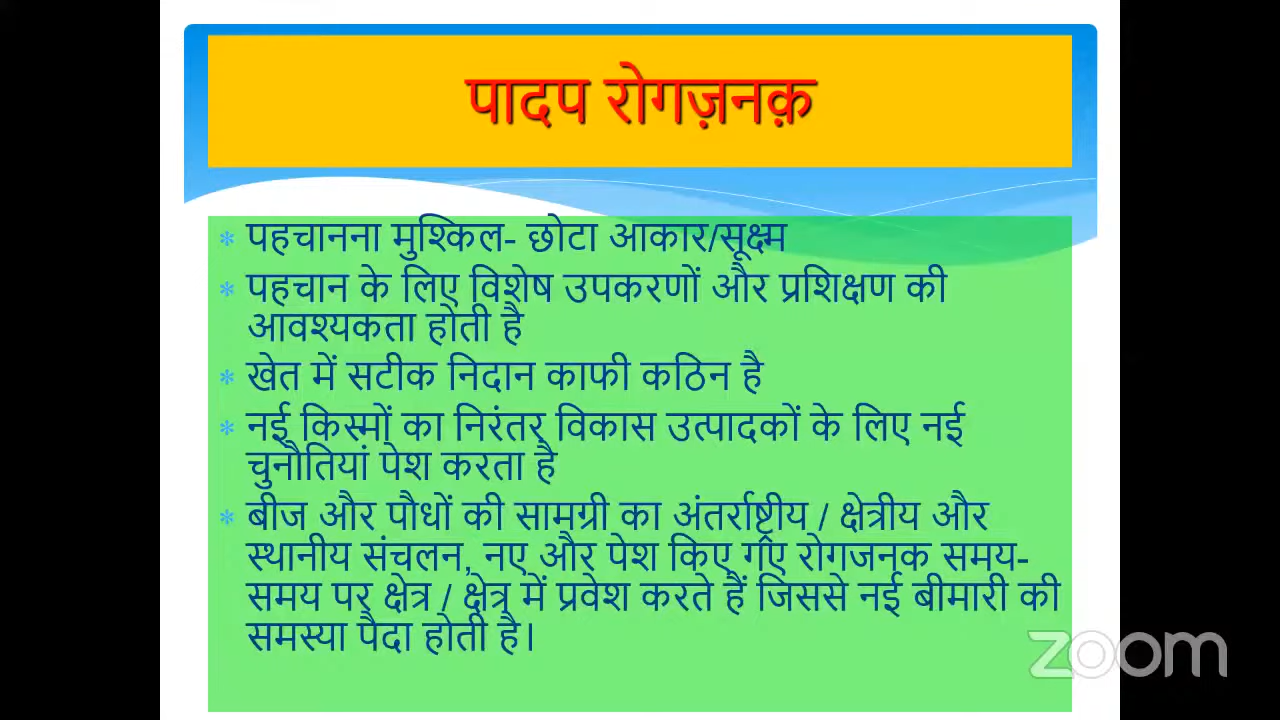 पादप रोगज़नक़
* पहचानना मुश्किल- छोटा आकार/सूक्ष्म
* पहचान के लिए विशेष उपकरणों और प्रशिक्षण की
आवश्यकता होती है
* खेत में सटीक निदान काफी कठिन है
* नई किस्मों का निरंतर विकास उत्पादकों के लिए नई
चुनौतियां पेश करता है
* बीज और पौधों की सामग्री का अंतर्राष्ट्रीय / क्षेत्रीय और
स्थानीय संचलन, नए और पेश किए गए रोगजनक समय-
समय पर क्षेत्र / क्षेत्र में प्रवेश करते हैं जिससे नई बीमारी की
समस्या पैदा होती है।
zoom